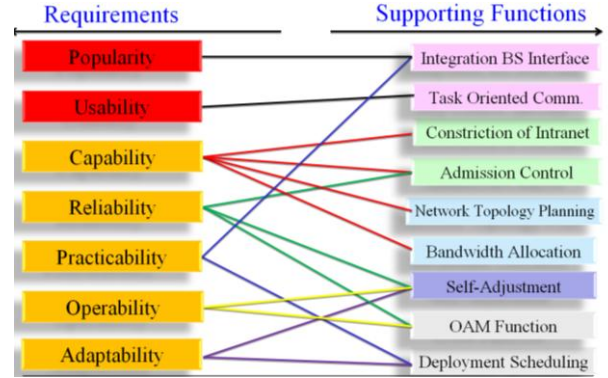 Requirements
Supporting Functions
Popularity
Integration BS Interface
Usability
Task Oriented Comm.
Constriction of Intranet
Capability
Admission Control
Reliability
Network Topology Planning
Practicability
Bandwidth Allocation
Self-Adjustment
Operability
OAM Function
Adaptability
Deployment Scheduling